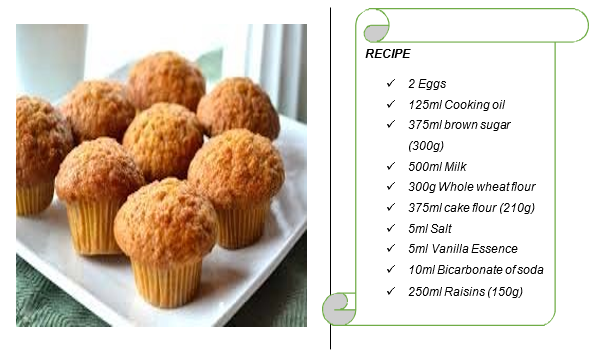 RECIPE
✓ 2 Eggs
✓ 125ml Cooking oil
✓ 375ml brown sugar
(300g)
✓ 500ml Milk
✓ 300g Whole wheat flour
✓ 375ml cake flour (210g)
✓ 5ml Salt
✓ 5ml Vanilla Essence
✓ 10ml Bicarbonate of soda
✓ 250ml Raisins (150g)